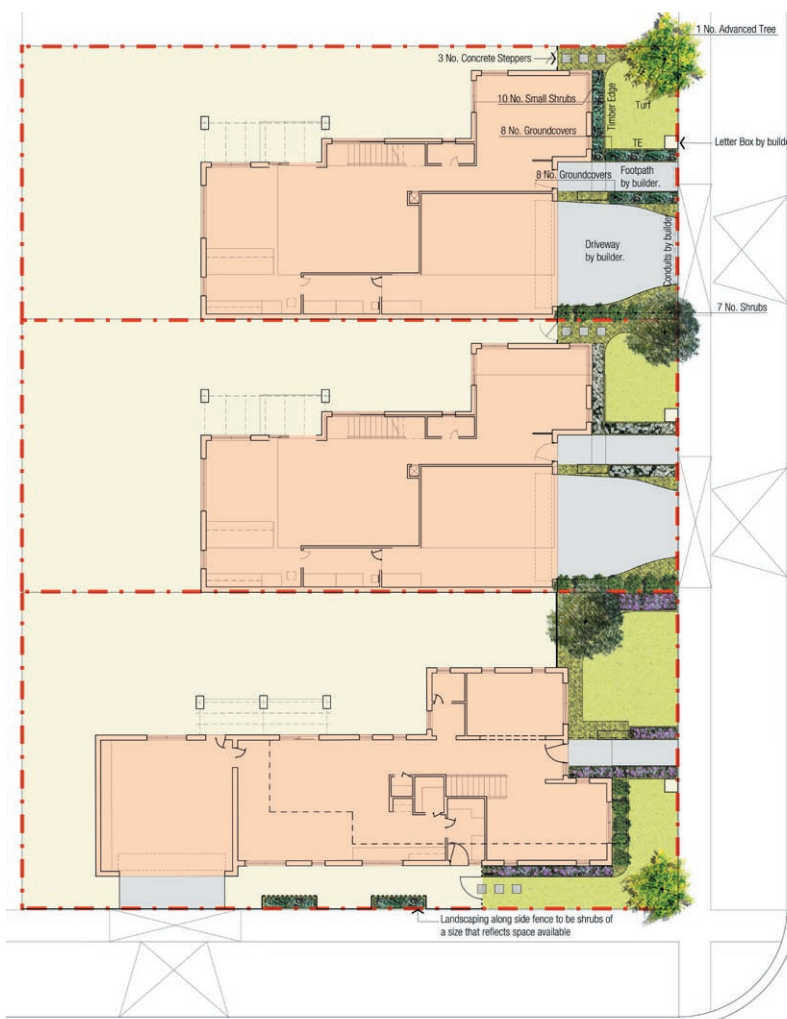 1 No. Advanced Tree
3 No. Concrete Steppers
10 No. Small Shrubs
Timber Edge
Turf
8 No. Groundcovers
TE
Letter Box by builde
8 No. Groundcovers
Footpath
by builder.
Driveway
by builder.
Conduits by builder
7 No. Shrubs
Landscaping along side fence to be shrubs of
a size that reflects space available